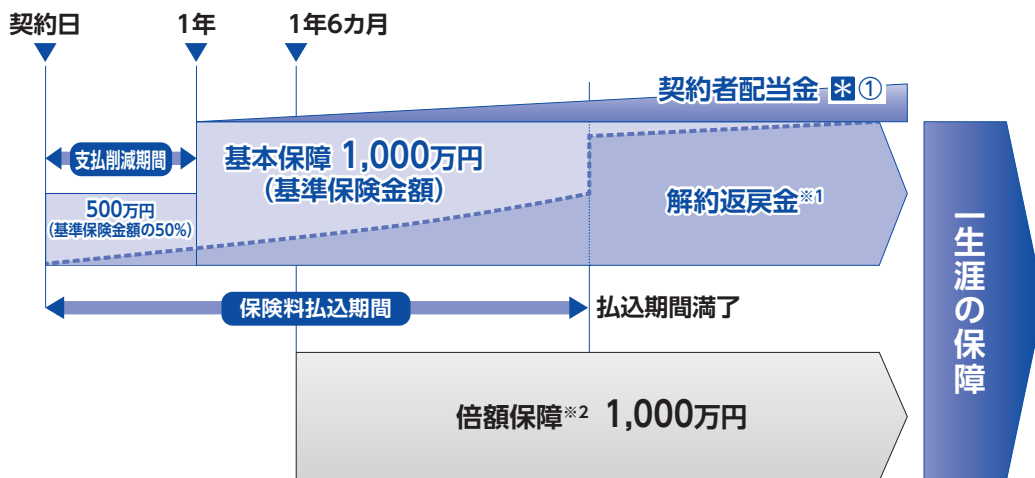 契約日
1年
1年6カ月
契約者配当金 *①
支払削減期間
基本保障 1,000万円
(基準保険金額)
500万円
(基準保険金額の50%)
解約返戻金※1
保険料払込期間
払込期間満了
倍額保障※2 1,000万円
一生涯の保障